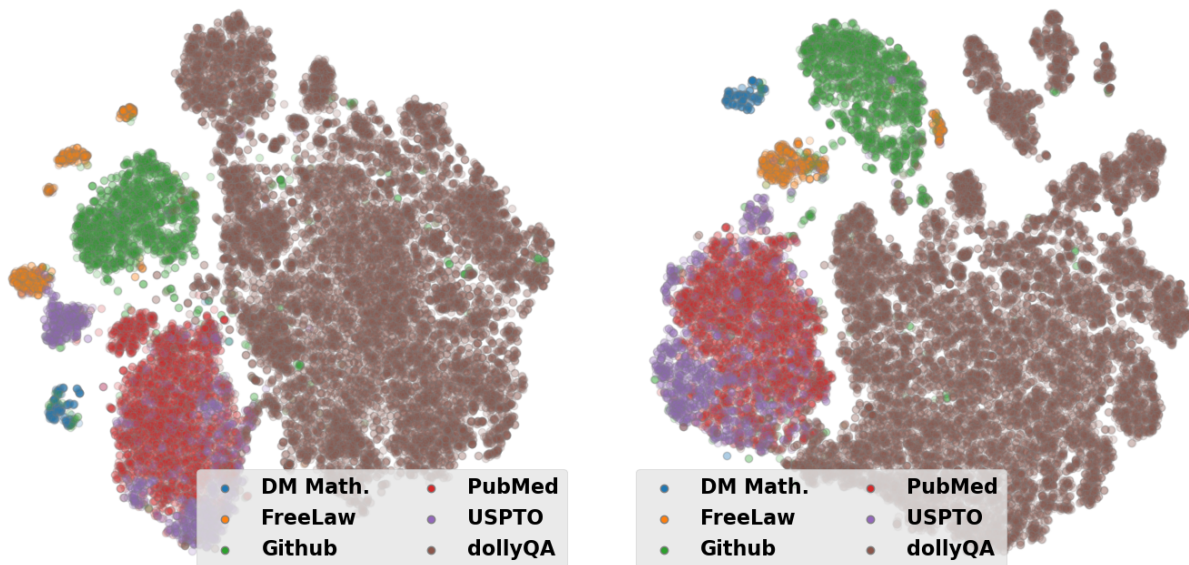 DM Math. PubMed
FreeLaw USPTO
Github dollyQA
DM Math. PubMed
FreeLaw USPTO
Github dollyQA